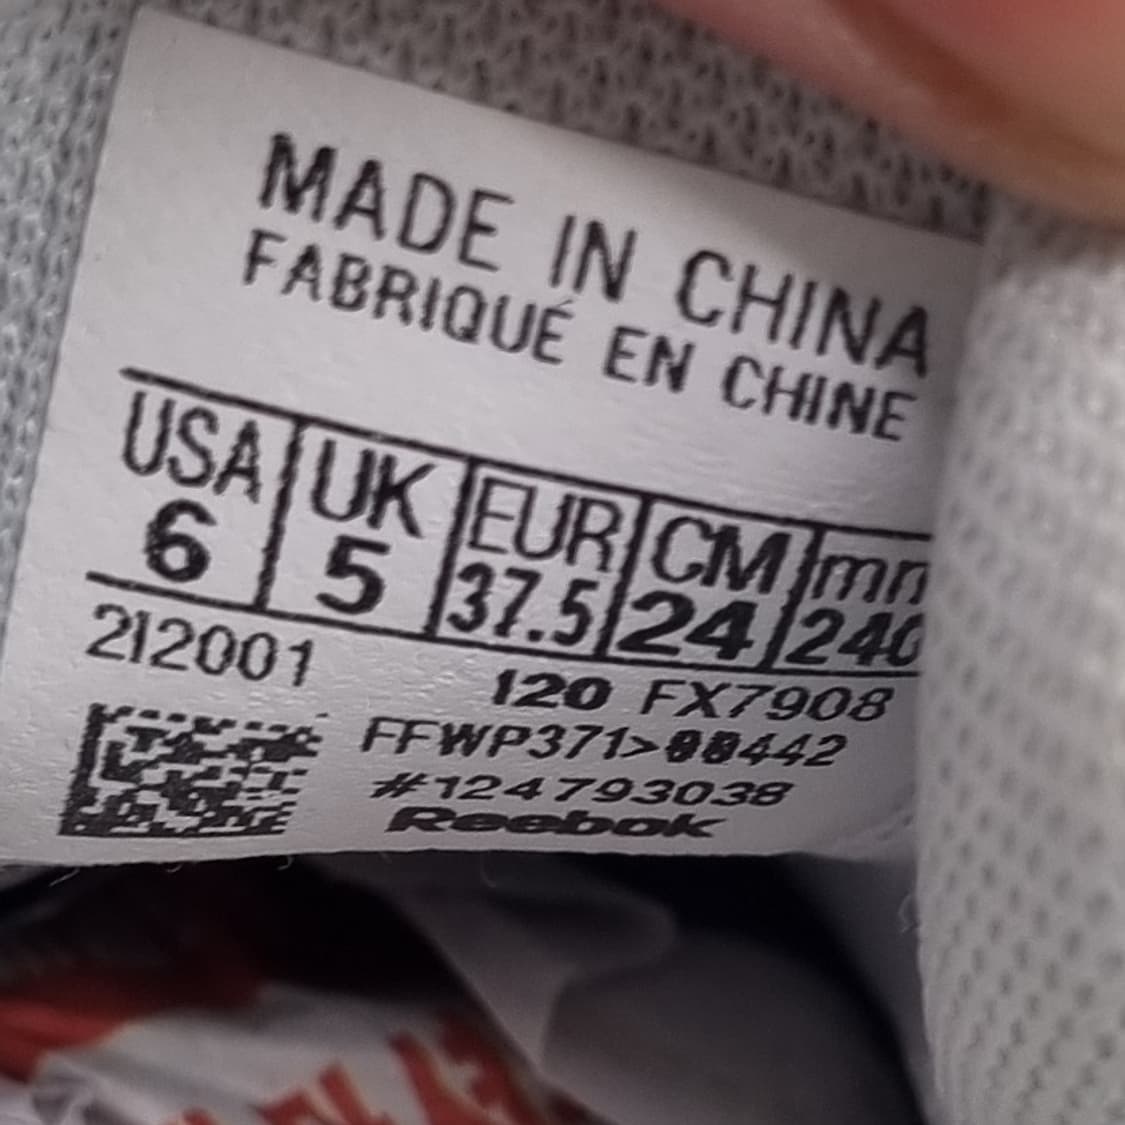 MADE IN CHINA
FABRIQUÉ EN CHINE
USA UK EUR CM
6 5 37.5 24
212001
120 FX7908
FFWP371>
#124793038
Reebok